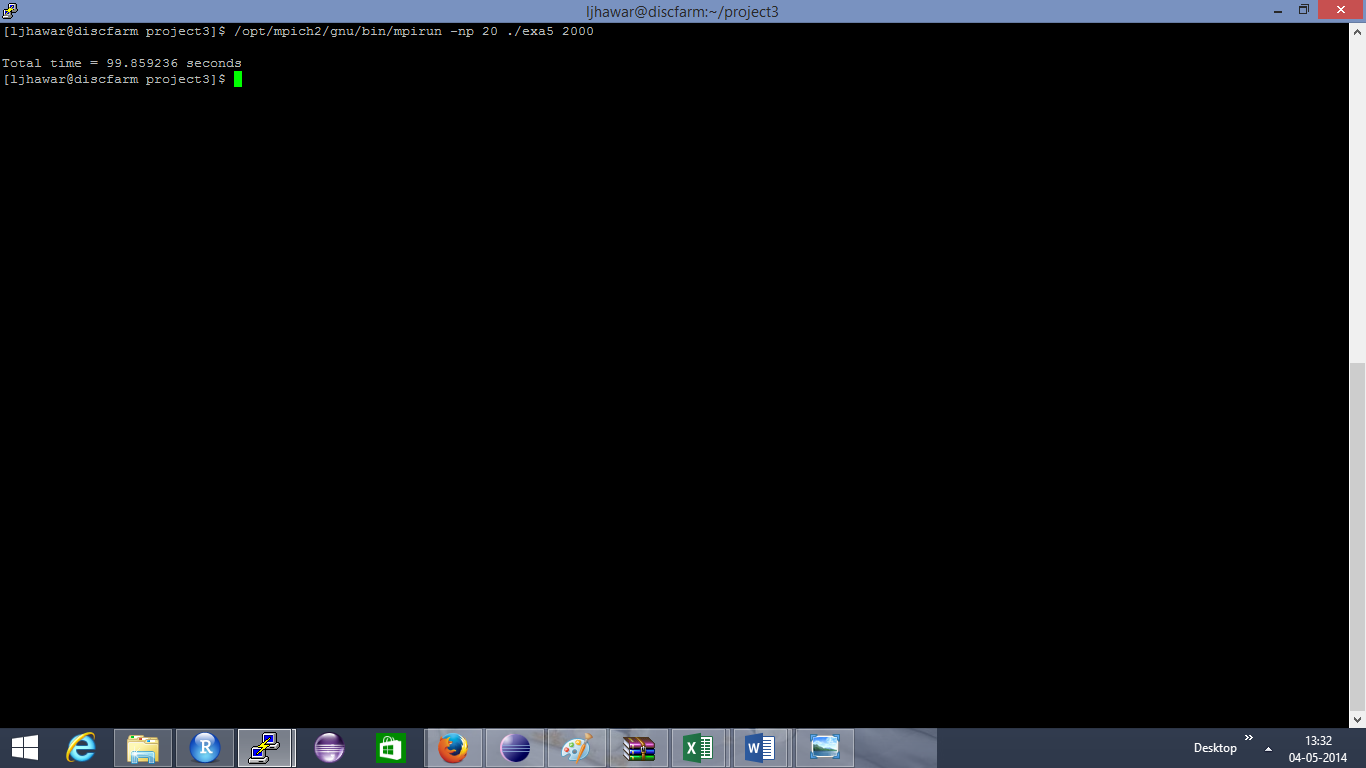 ljhawar@discfarm:~/project3
[ljhawar@discfarm project3]$ /opt/mpich2/gnu/bin/mpirun -np 20 ./exa5 2000
Total time = 99.859236 seconds
[ljhawar@discfarm project3]$
Desktop
13:32
04-05-2014